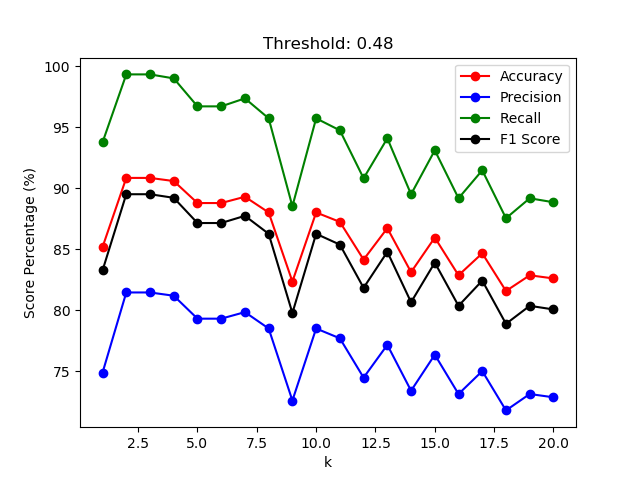 Threshold: 0.48
Score Percentage (%)
100
95
90
85
80
75
Accuracy
Precision
Recall
F1 Score
2.5 5.0 7.5 10.0 12.5 15.0 17.5 20.0
k